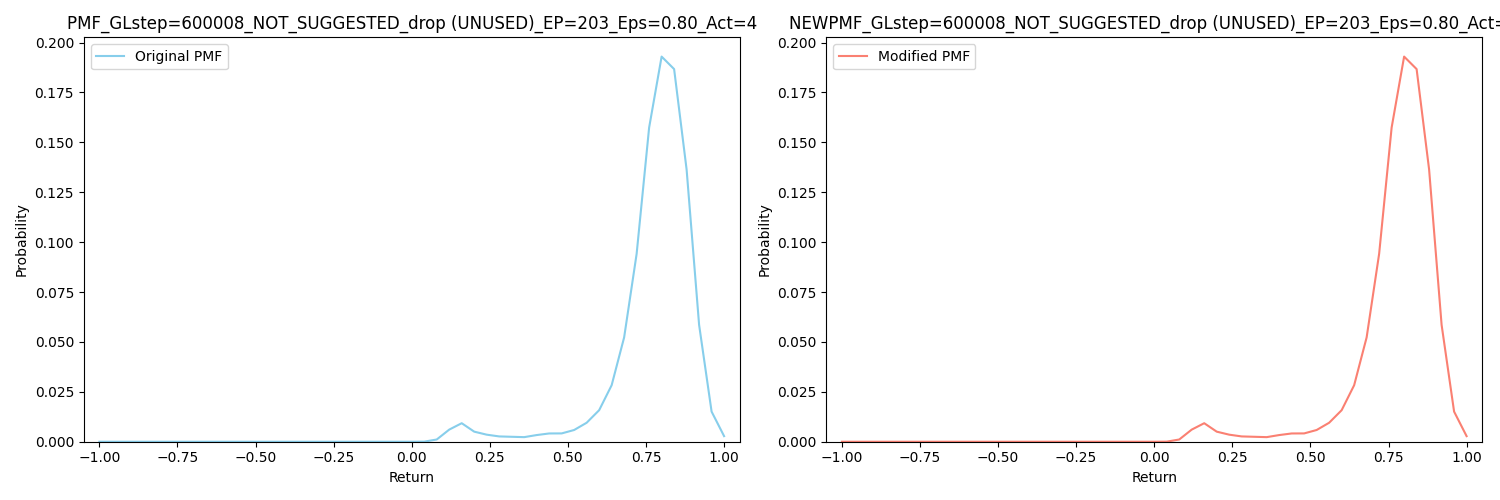 PMF_GLstep=600008_NOT_SUGGESTED_drop (UNUSED)_EP=203_Eps=0.80_Act=4
Original PMF
0.200
0.175
0.150
0.125
0.100
0.075
0.050
0.025
0.000
Probability
−1.00 −0.75 −0.50 −0.25 0.00 0.25 0.50 0.75 1.00
Return
NEWPMF_GLstep=600008_NOT_SUGGESTED_drop (UNUSED)_EP=203_Eps=0.80_Act=
Modified PMF
0.200
0.175
0.150
0.125
0.100
0.075
0.050
0.025
0.000
Probability
−1.00 −0.75 −0.50 −0.25 0.00 0.25 0.50 0.75 1.00
Return